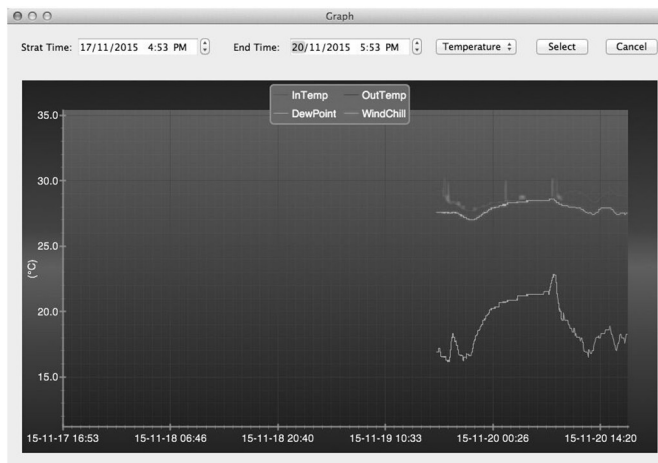 Graph
Strat Time: 17/11/2015 4:53 PM End Time: 20/11/2015 5:53 PM Temperature Select Cancel
InTemp OutTemp
DewPoint WindChill
35.0
30.0
25.0
(°C)
20.0
15.0
15-11-17 16:53 15-11-18 06:46 15-11-18 20:40 15-11-19 10:33 15-11-20 00:26 15-11-20 14:20